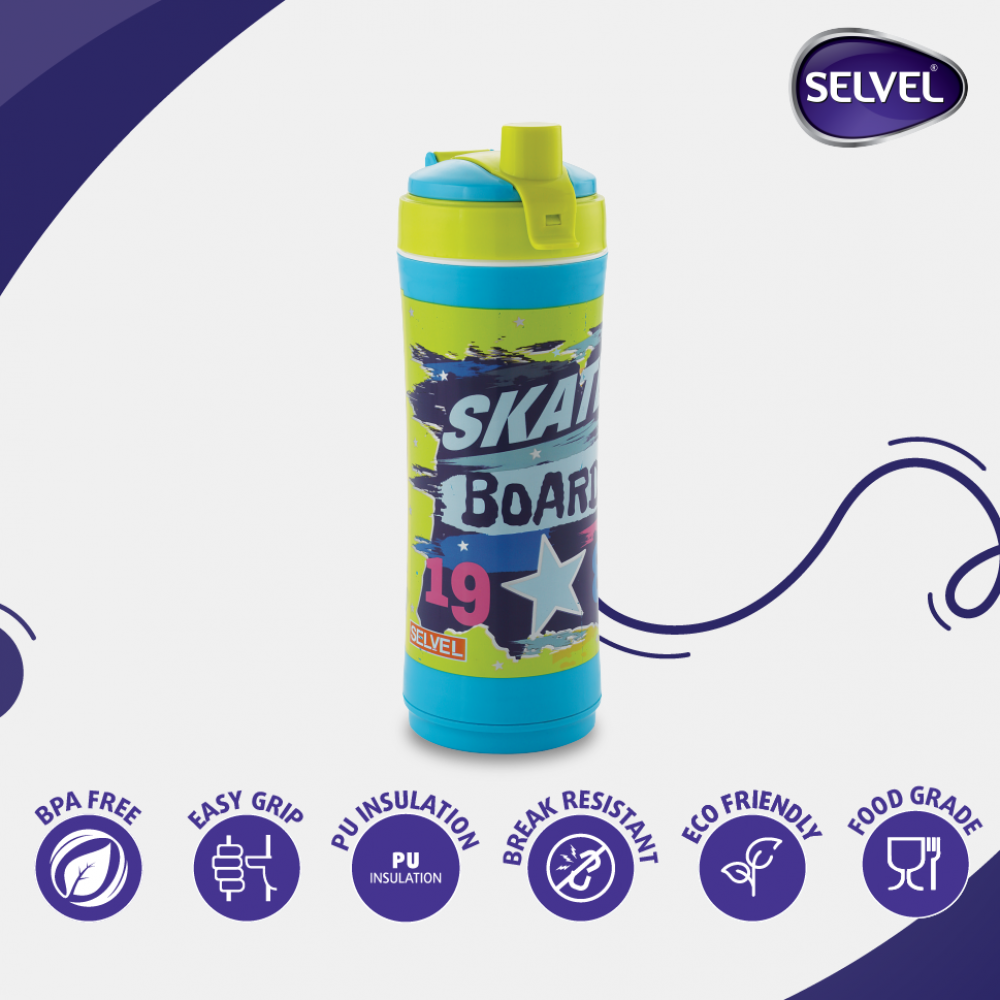 SELVEL®
SKAT
BOARD
19
SELVEL
BPA FREE
EASY GRIP
PU INSULATION
PU
INSULATION
BREAK RESISTANT
ECO FRIENDLY
FOOD GRADE